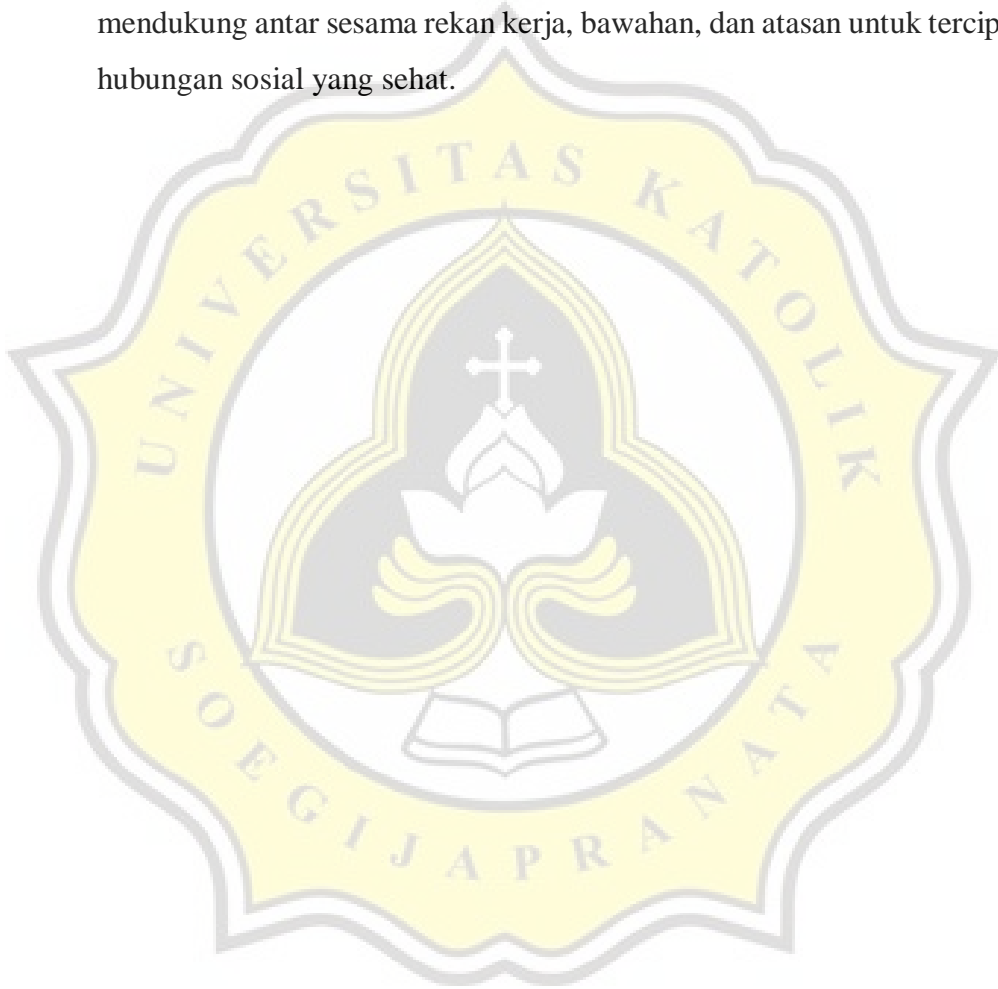 mendukung antar sesama rekan kerja, bawahan, dan atasan untuk tercip
hubungan sosial yang sehat.
UNIVERSITAS KATOLIK
SOEGIJAPRANATA